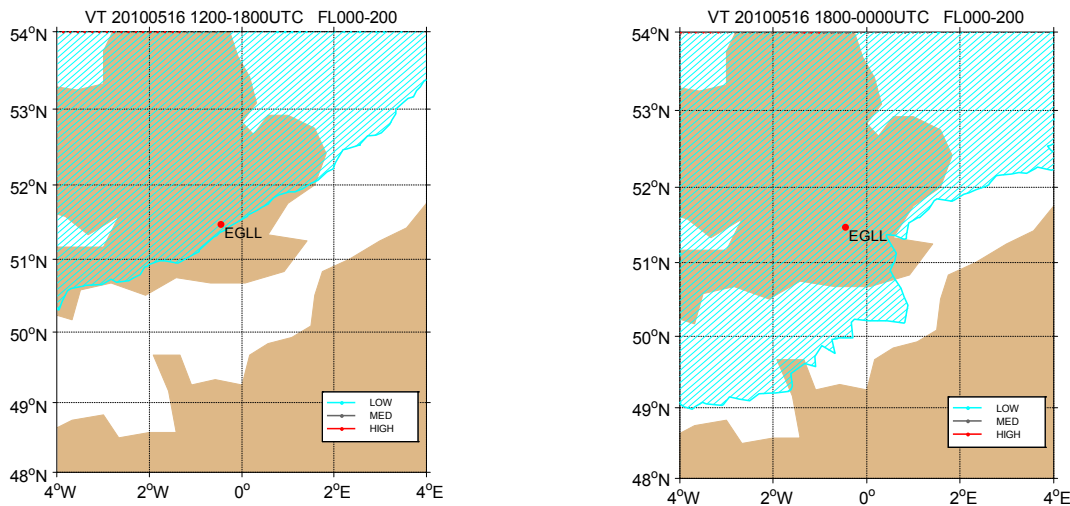 VT 20100516 1200-1800UTC FL000-200
54°N
53°N
52°N
51°N
50°N
49°N
48°N
4°W
2°W
0°
2°E
4°E
EGLL
LOW
MED
HIGH
VT 20100516 1800-0000UTC FL000-200
54°N
53°N
52°N
51°N
50°N
49°N
48°N
4°W
2°W
0°
2°E
4°E
EGLL
LOW
MED
HIGH